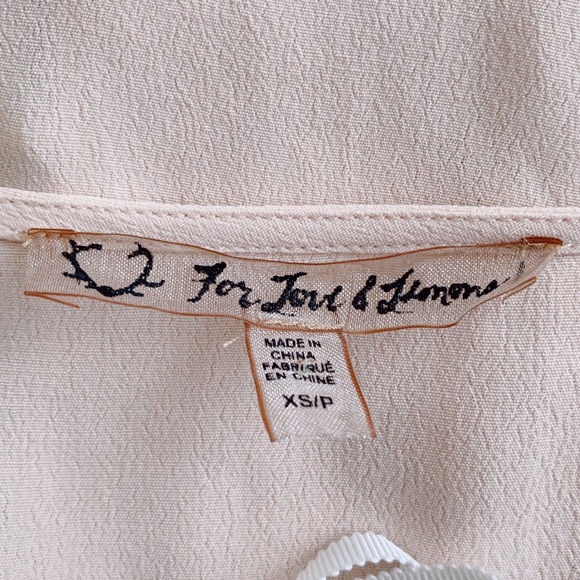 For Love & Lemons
MADE IN
CHINA
FABRIQUÉ
EN CHINE
XS/P